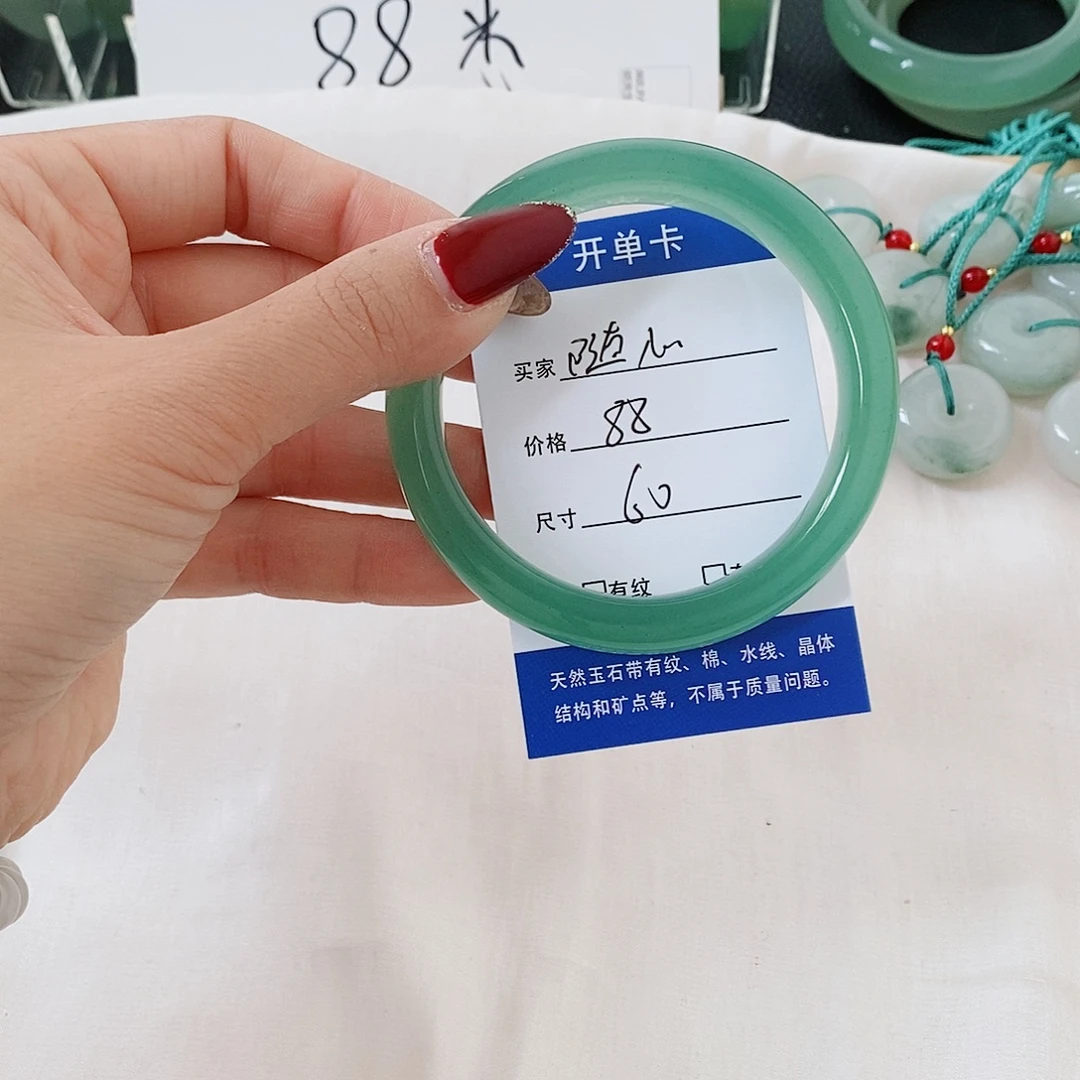 88米
开单卡
买家 随心
价格 88
尺寸 60
有纹
天然玉石带有纹、棉、水线、晶体
结构和矿点等，不属于质量问题。